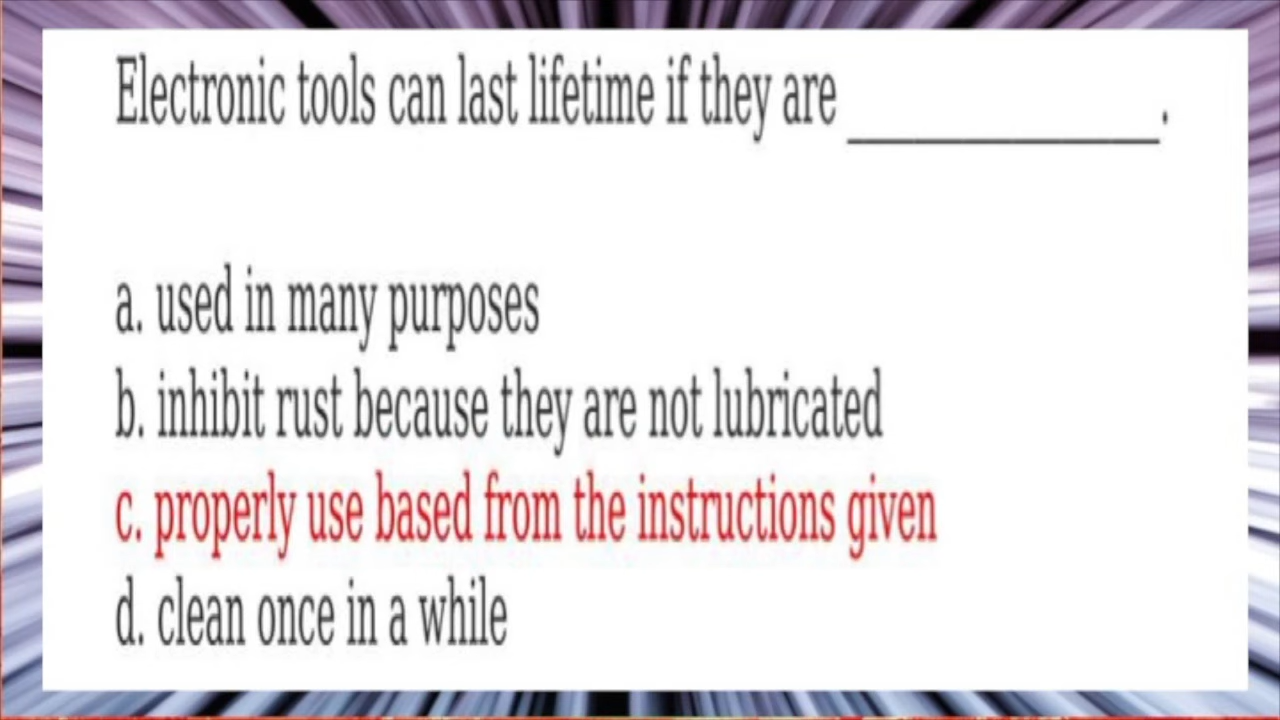 Electronic tools can last lifetime if they are _______________.
a. used in many purposes
b. inhibit rust because they are not lubricated
c. properly use based from the instructions given
d. clean once in a while